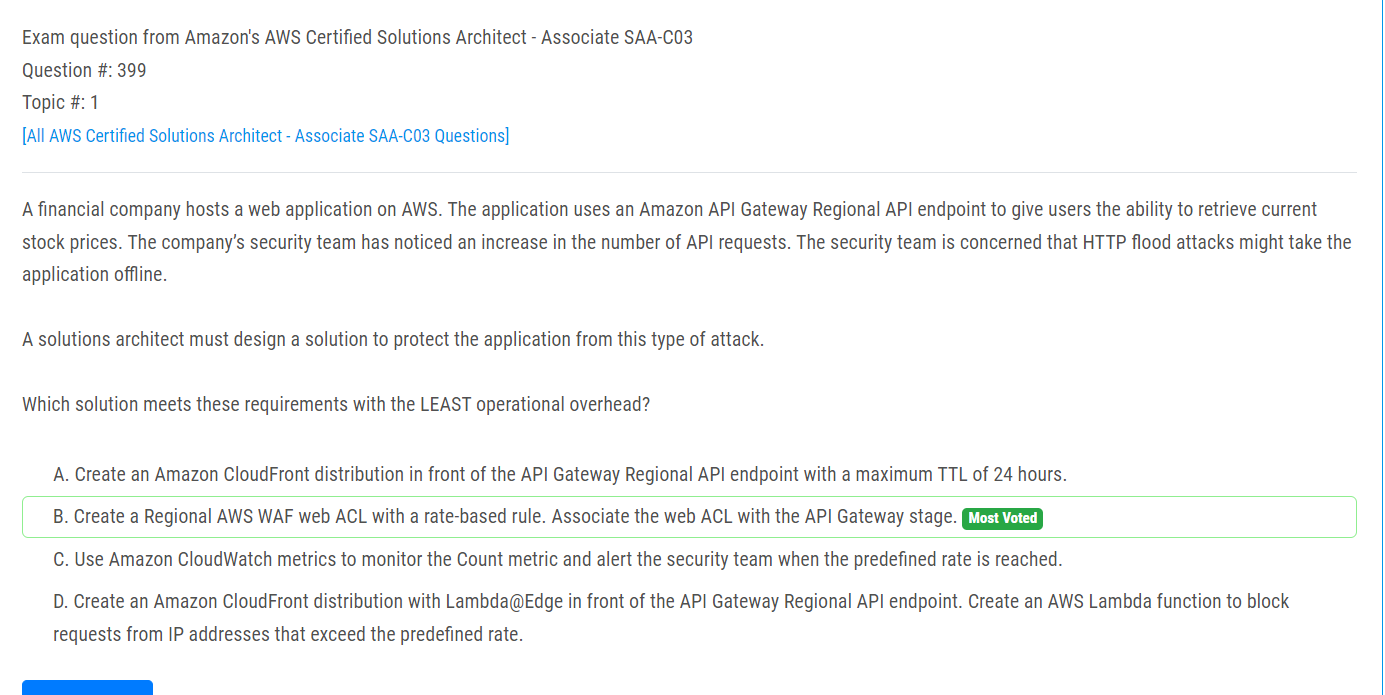 Exam question from Amazon's AWS Certified Solutions Architect - Associate SAA-C03
Question #: 399
Topic #: 1
[All AWS Certified Solutions Architect - Associate SAA-C03 Questions]
A financial company hosts a web application on AWS. The application uses an Amazon API Gateway Regional API endpoint to give users the ability to retrieve current
stock prices. The company’s security team has noticed an increase in the number of API requests. The security team is concerned that HTTP flood attacks might take the
application offline.
A solutions architect must design a solution to protect the application from this type of attack.
Which solution meets these requirements with the LEAST operational overhead?
A. Create an Amazon CloudFront distribution in front of the API Gateway Regional API endpoint with a maximum TTL of 24 hours.
B. Create a Regional AWS WAF web ACL with a rate-based rule. Associate the web ACL with the API Gateway stage. Most Voted
C. Use Amazon CloudWatch metrics to monitor the Count metric and alert the security team when the predefined rate is reached.
D. Create an Amazon CloudFront distribution with Lambda@Edge in front of the API Gateway Regional API endpoint. Create an AWS Lambda function to block
requests from IP addresses that exceed the predefined rate.